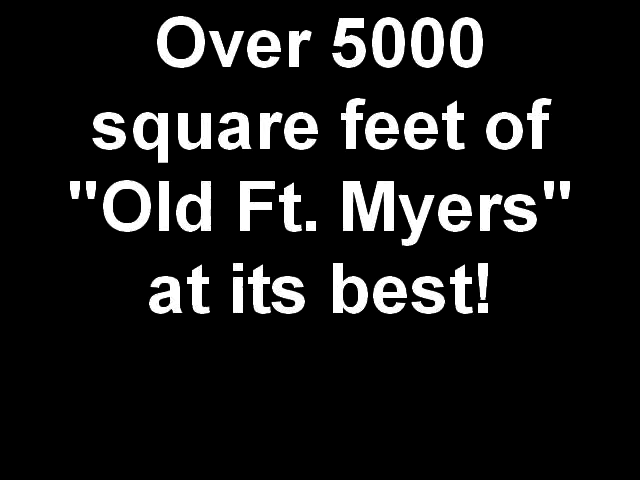 Over 5000
square feet of
"Old Ft. Myers"
at its best!